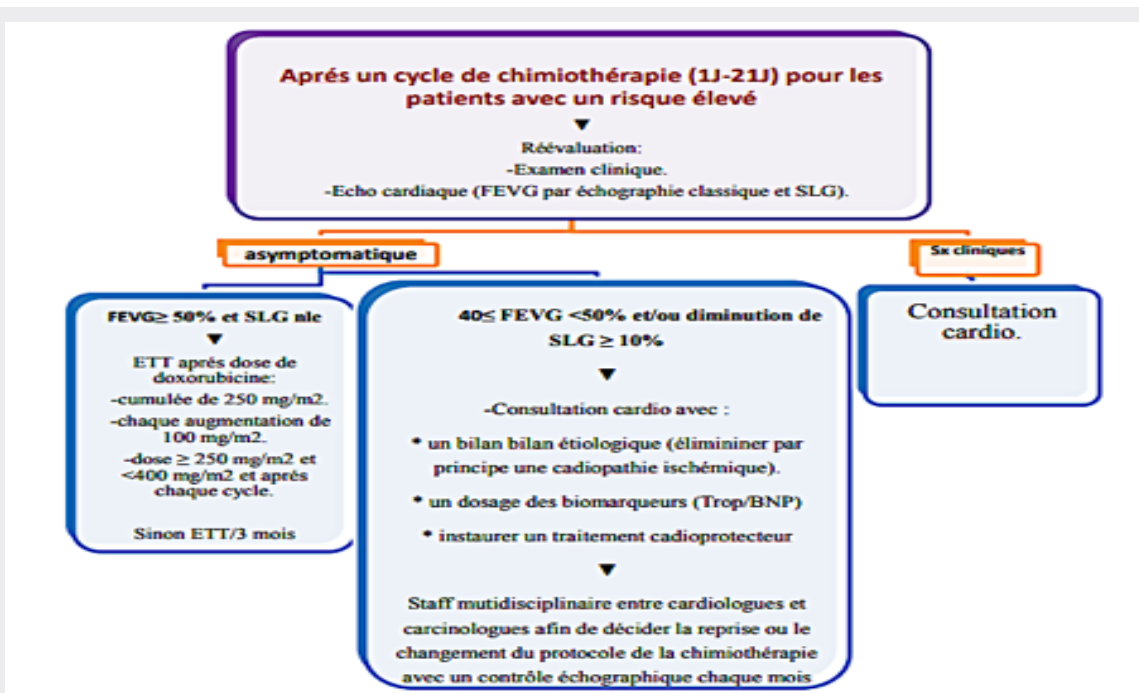 Aprés un cycle de chimiothérapie (1J-21J) pour les
patients avec un risque élevé
▼
Réévaluation:
-Examen clinique.
-Echo cardiaque (FEVG par échographie classique et SLG).
asymptomatique
Sx cliniques
FEVG≥ 50% et SLG nle
▼
ETT aprés dose de
doxorubicine:
-cumulée de 250 mg/m2.
-chaque augmentation de
100 mg/m2.
-dose ≥ 250 mg/m2 et
<400 mg/m2 et après
chaque cycle.
Sinon ETT/3 mois
40≤ FEVG <50% et/ou diminution de
SLG ≥ 10%
▼
-Consultation cardio avec :
* un bilan bilan étiologique (élimininer par
principe une cadiopathie ischémique).
* un dosage des biomarqueurs (Trop/BNP)
* instaurer un traitement cadioprotecteur
▼
Staff mutidisciplinaire entre cardiologues et
carcinologues afin de décider la reprise ou le
changement du protocole de la chimiothérapie
avec un contrôle échographique chaque mois
Consultation
cardio.